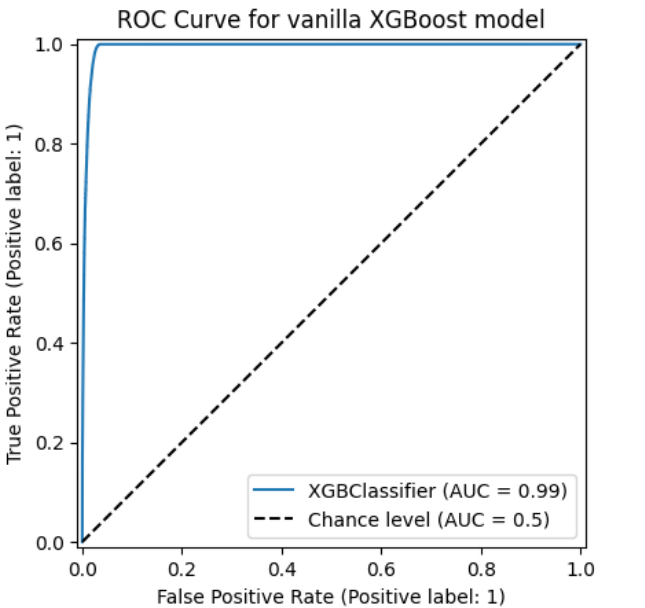 ROC Curve for vanilla XGBoost model
True Positive Rate (Positive label: 1)
1.0
0.8
0.6
0.4
0.2
0.0
XGBClassifier (AUC = 0.99)
Chance level (AUC = 0.5)
0.0 0.2 0.4 0.6 0.8 1.0
False Positive Rate (Positive label: 1)